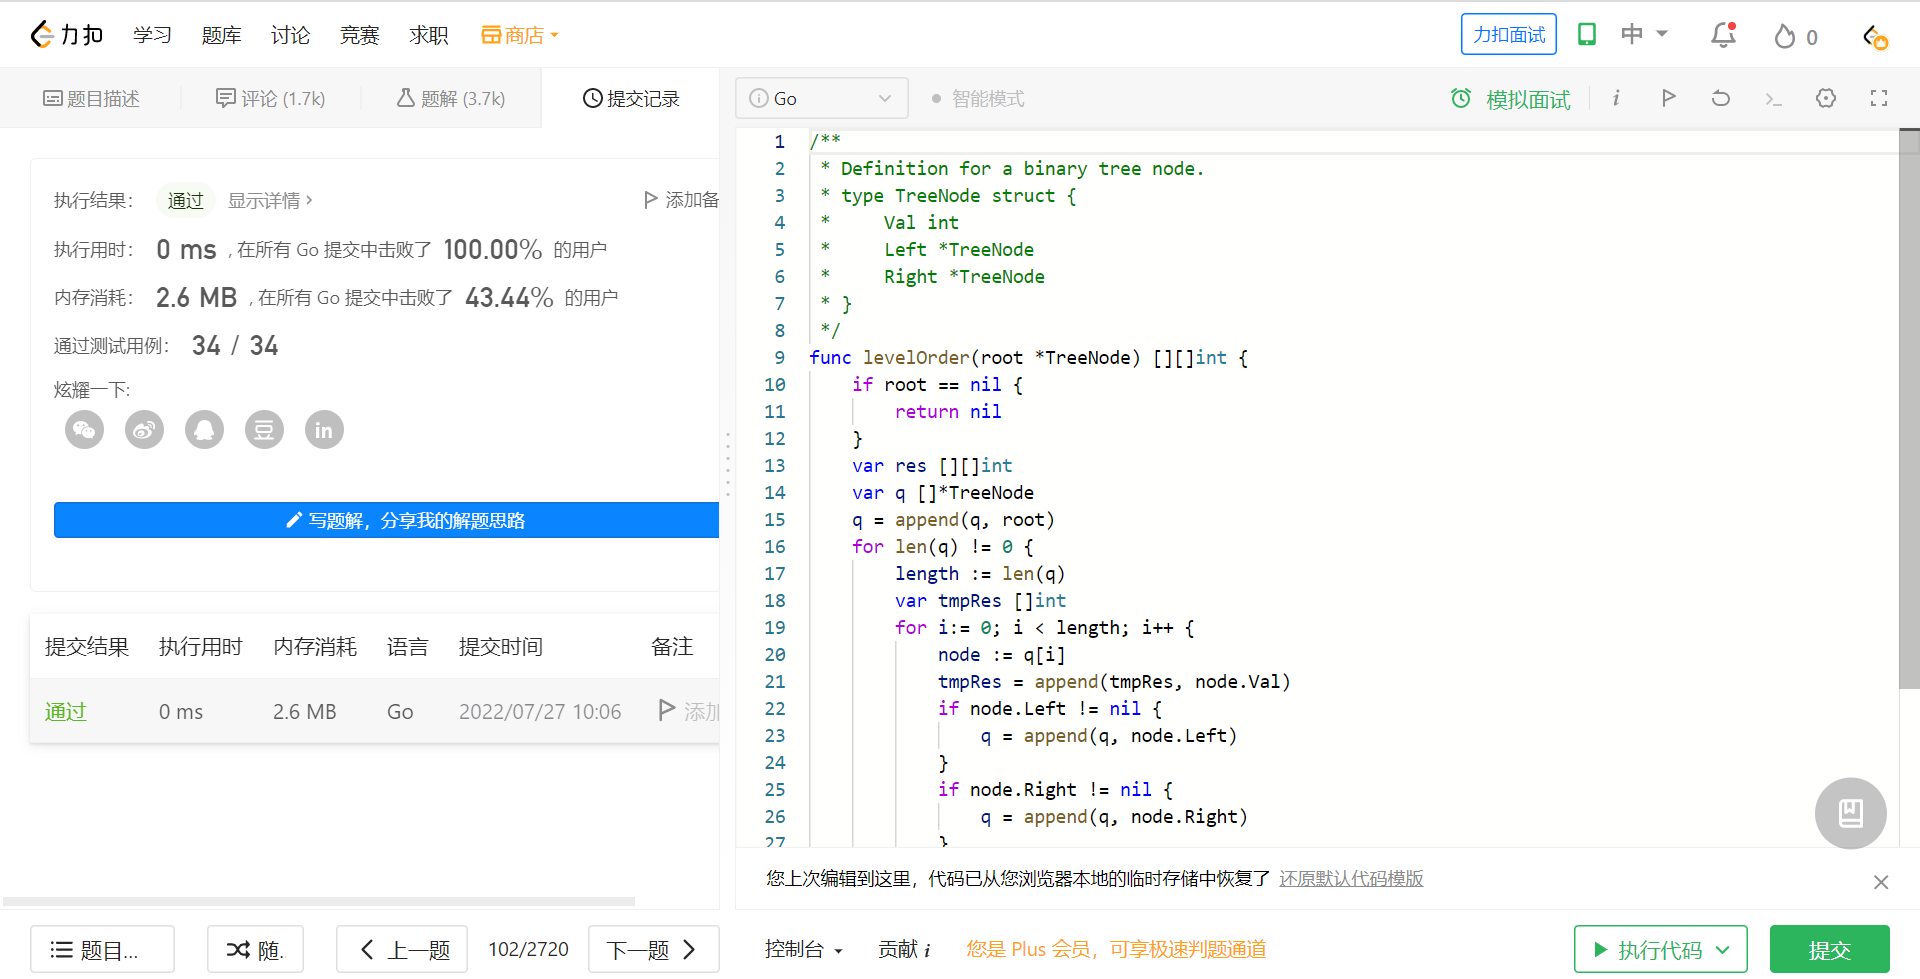 力扣 学习 题库 讨论 竞赛 求职 商店 力扣面试 中 0
题目描述 评论 (1.7k) 题解 (3.7k) 提交记录
执行结果： 通过 显示详情 › 添加备
执行用时： 0 ms , 在所有 Go 提交中击败了 100.00% 的用户
内存消耗： 2.6 MB , 在所有 Go 提交中击败了 43.44% 的用户
通过测试用例： 34 / 34
炫耀一下:
豆 in
写题解，分享我的解题思路
提交结果 执行用时 内存消耗 语言 提交时间 备注
通过 0 ms 2.6 MB Go 2022/07/27 10:06 添加
题目... 随. 上一题 102/2720 下一题
Go 智能模式 模拟面试 i
1 /**
2  * Definition for a binary tree node.
3  * type TreeNode struct {
4  *     Val int
5  *     Left *TreeNode
6  *     Right *TreeNode
7  * }
8  */
9 func levelOrder(root *TreeNode) [][]int {
10     if root == nil {
11         return nil
12     }
13     var res [][]int
14     var q []*TreeNode
15     q = append(q, root)
16     for len(q) != 0 {
17         length := len(q)
18         var tmpRes []int
19         for i:= 0; i < length; i++ {
20             node := q[i]
21             tmpRes = append(tmpRes, node.Val)
22             if node.Left != nil {
23                 q = append(q, node.Left)
24             }
25             if node.Right != nil {
26                 q = append(q, node.Right)
27             }
您上次编辑到这里，代码已从您浏览器本地的临时存储中恢复了 还原默认代码模版
控制台 贡献 i 您是 Plus 会员，可享极速判题通道 执行代码 提交